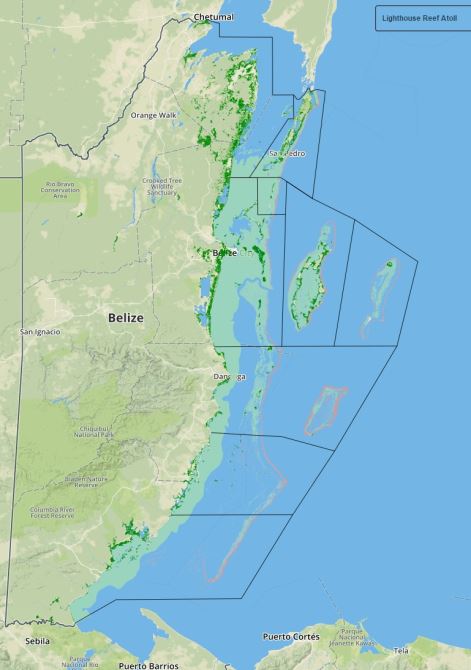 Chetumal
Lighthouse Reef Atoll
Orange Walk
San Pedro
Crooked Tree
Wildlife
Sanctuary
Rio Bravo
Conservation
Area
Belize City
Belize
San Ignacio
Dangriga
Chiquibul
National Park
Bladen Nature
Reserve
Columbia River
Forest Reserve
Sebila
Parque
Nacional Río
Puerto Barrios
Puerto Cortés
Parque
Nacional
Jeanette Kawas
Tela